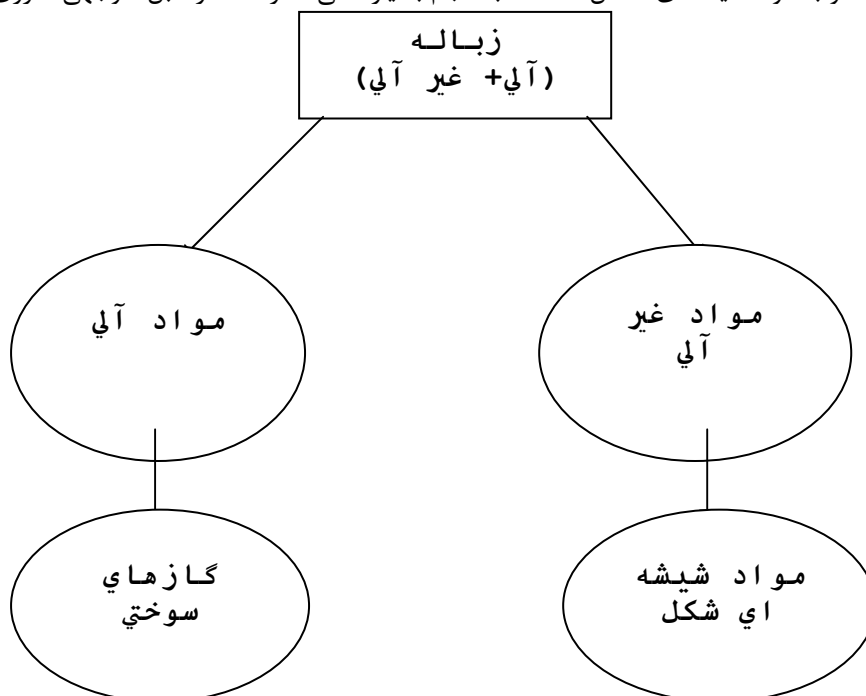 زباله
(آلي+ غير آلي)
مواد غير
آلي
مواد آلي
مواد شيشه
اي شكل
گازهاي
سوختي